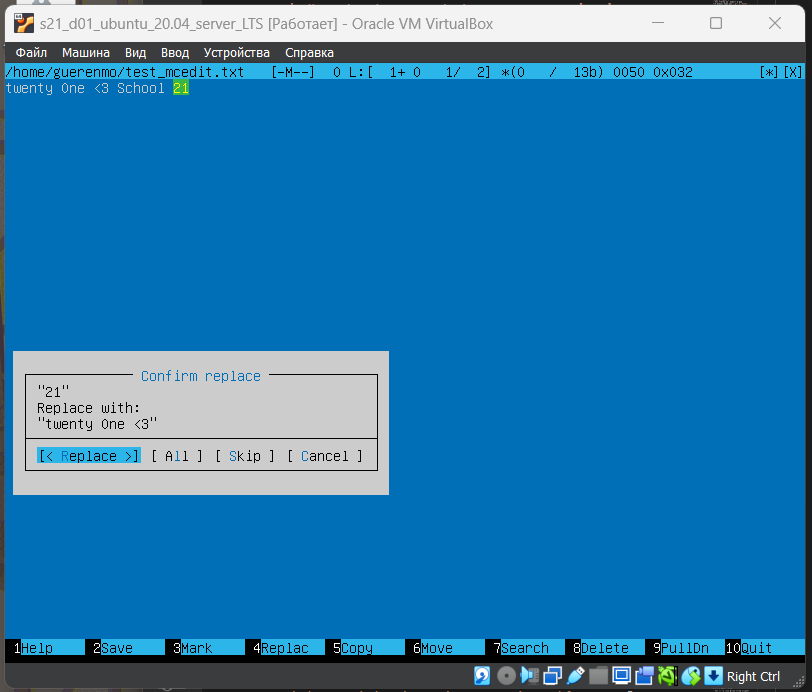 s21_d01_ubuntu_20.04_server_LTS [Работает] - Oracle VM VirtualBox
Файл Машина Вид Ввод Устройства Справка
/home/guerenmo/test_mcedit.txt [-M--] 0 L:[ 1+ 0 1/ 2] *(0 / 13b) 0050 0x032 [*][X]
twenty One <3 School 21
Confirm replace
"21"
Replace with:
"twenty One <3"
[< Replace >] [ All ] [ Skip ] [ Cancel ]
1Help 2Save 3Mark 4Replac 5Copy 6Move 7Search 8Delete 9PullDn 10Quit
Right Ctrl